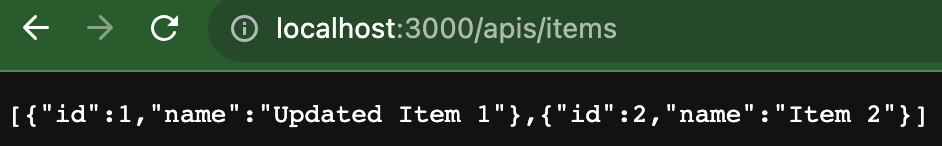 localhost:3000/apis/items
[{"id":1,"name":"Updated Item 1"},{"id":2,"name":"Item 2"}]